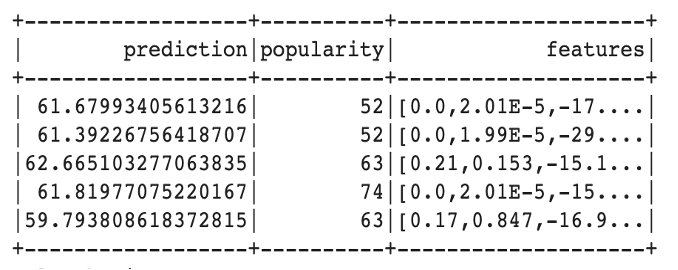 +------------------+----------+--------------------+
|        prediction|popularity|            features|
+------------------+----------+--------------------+
| 61.67993405613216|        52|[0.0,2.01E-5,-17....|
| 61.39226756418707|        52|[0.0,1.99E-5,-29....|
|62.665103277063835|        63|[0.21,0.153,-15.1...|
| 61.81977075220167|        74|[0.0,2.01E-5,-15....|
|59.793808618372815|        63|[0.17,0.847,-16.9...|
+------------------+----------+--------------------+